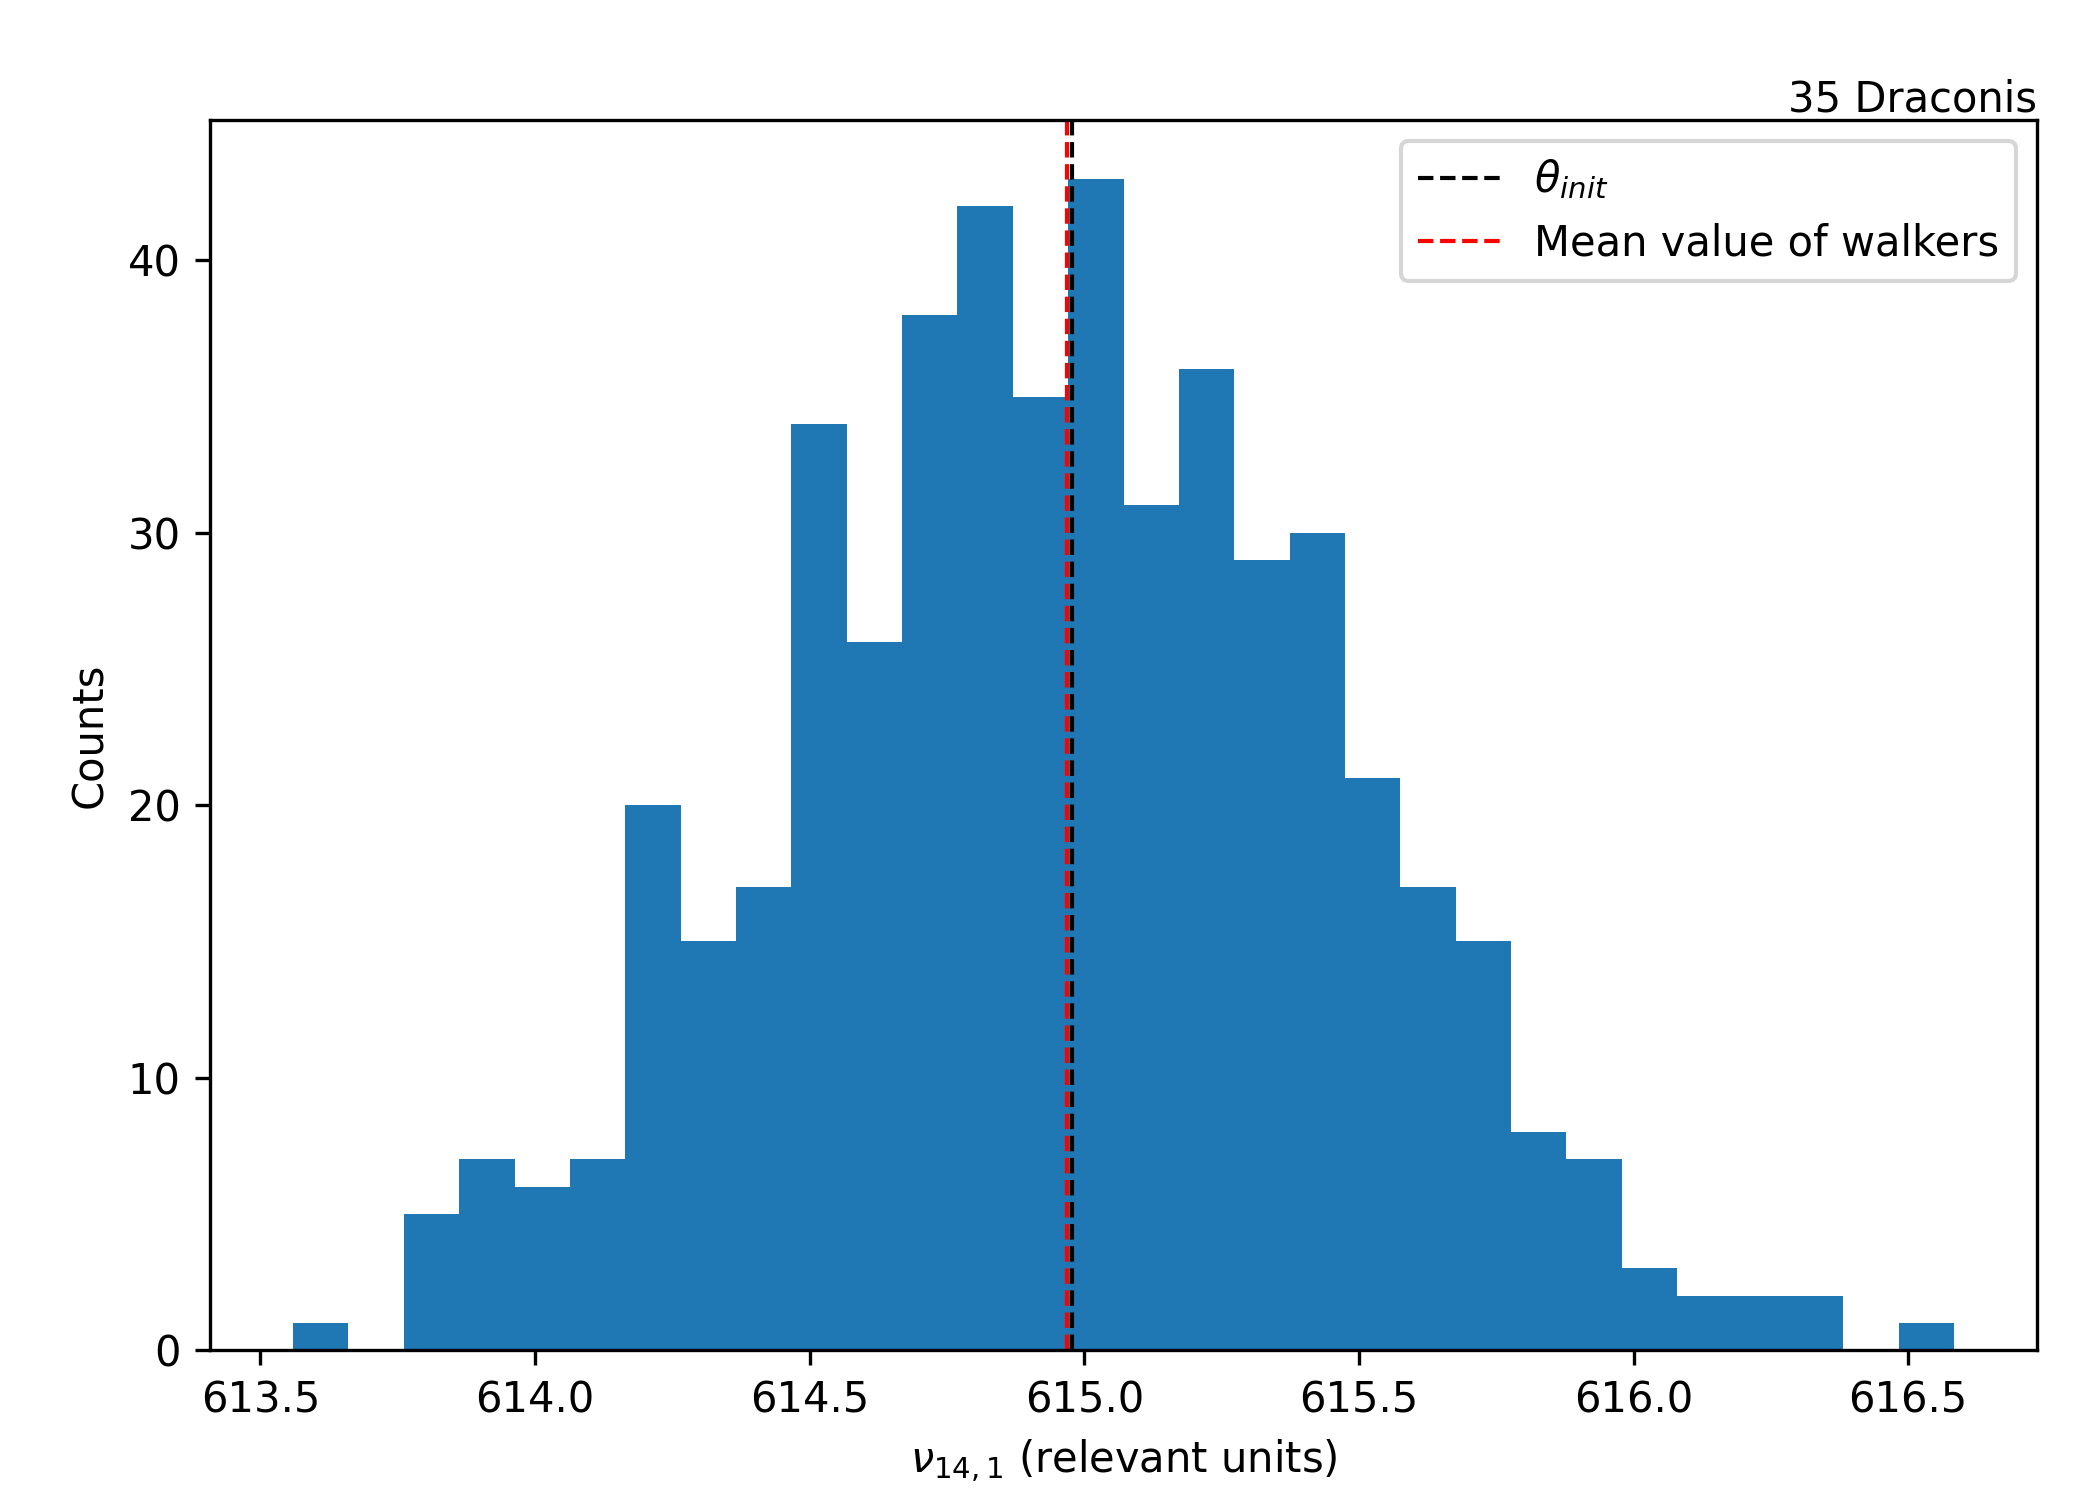 35 Draconis
θinit
Mean value of walkers
40
30
20
10
0
Counts
613.5 614.0 614.5 615.0 615.5 616.0 616.5
ν14, 1 (relevant units)